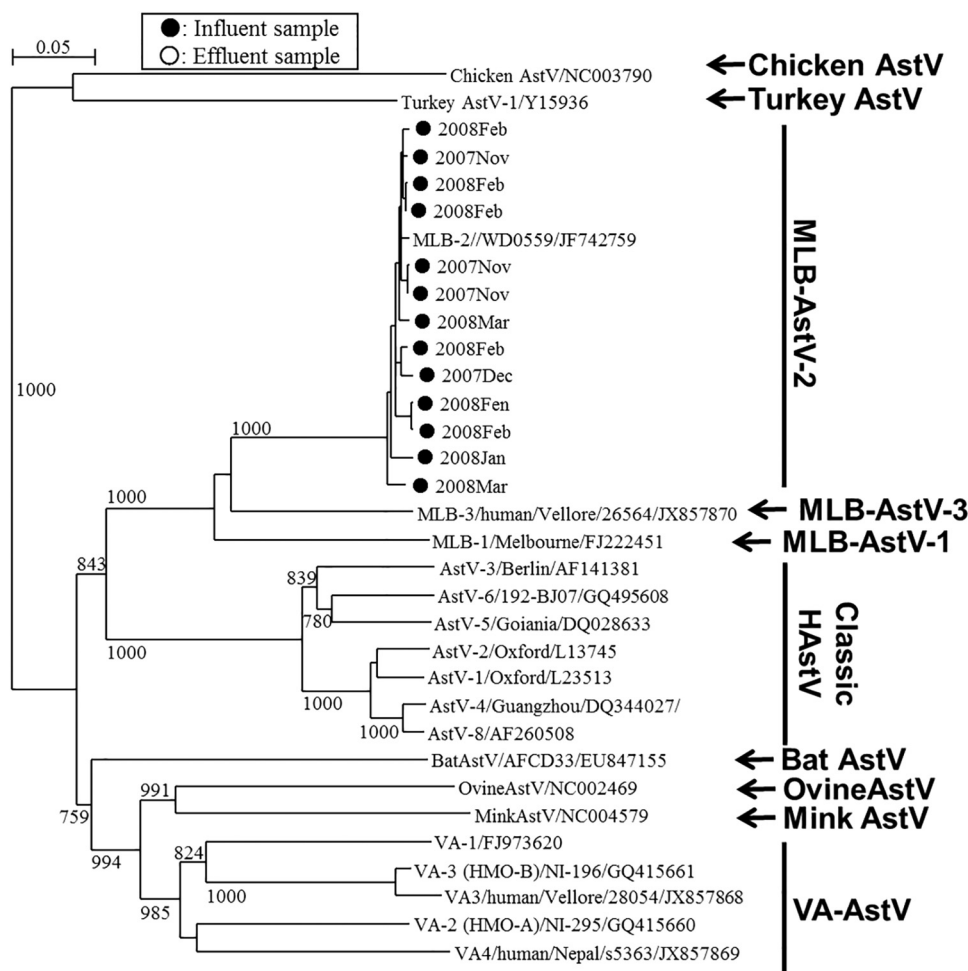 0.05
●: Influent sample
○: Effluent sample
Chicken AstV/NC003790
Chicken AstV
Turkey AstV-1/Y15936
Turkey AstV
2008Feb
2007Nov
2008Feb
2008Feb
MLB-2//WD0559/JF742759
2007Nov
2007Nov
2008Mar
2008Feb
2007Dec
2008Fen
2008Feb
2008Jan
2008Mar
MLB-AstV-2
1000
1000
1000
MLB-3/human/Vellore/26564/JX857870
MLB-AstV-3
MLB-1/Melbourne/FJ222451
MLB-AstV-1
843
839
AstV-3/Berlin/AF141381
AstV-6/192-BJ07/GQ495608
780
AstV-5/Goiania/DQ028633
1000
AstV-2/Oxford/L13745
AstV-1/Oxford/L23513
1000
AstV-4/Guangzhou/DQ344027/
1000
AstV-8/AF260508
Classic
HAstV
BatAstV/AFCD33/EU847155
Bat AstV
759
991
OvineAstV/NC002469
OvineAstV
MinkAstV/NC004579
Mink AstV
994
824
VA-1/FJ973620
VA-3 (HMO-B)/NI-196/GQ415661
1000
VA3/human/Vellore/28054/JX857868
985
VA-2 (HMO-A)/NI-295/GQ415660
VA4/human/Nepal/s5363/JX857869
VA-AstV